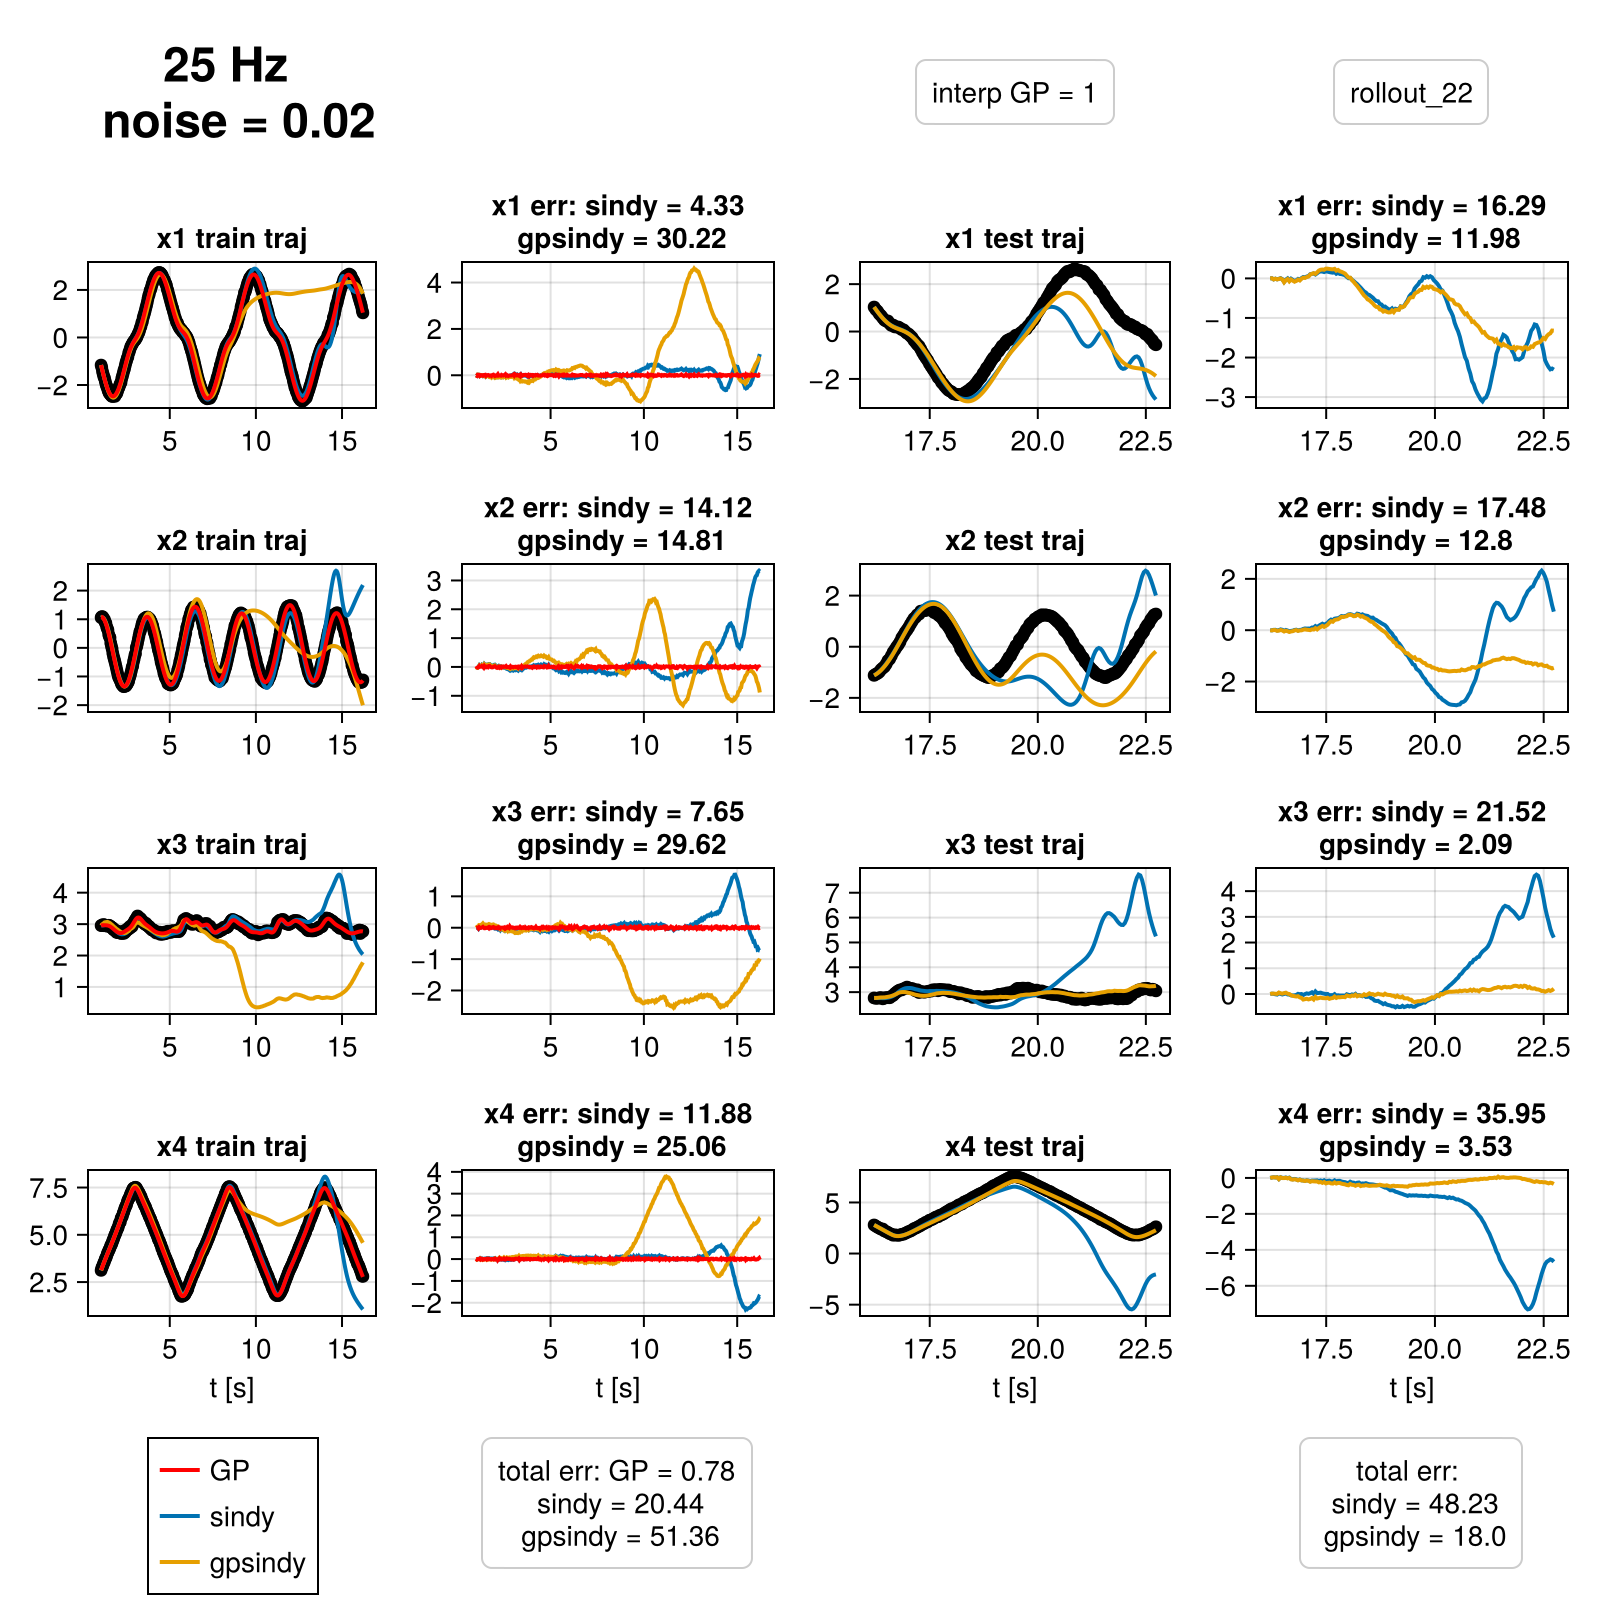 25 Hz
noise = 0.02
interp GP = 1
rollout_22
x1 train traj
x1 err: sindy = 4.33
gpsindy = 30.22
x1 test traj
x1 err: sindy = 16.29
gpsindy = 11.98
2
0
−2
5 10 15
4
2
0
5 10 15
2
0
−2
17.5 20.0 22.5
0
−1
−2
−3
17.5 20.0 22.5
x2 train traj
x2 err: sindy = 14.12
gpsindy = 14.81
x2 test traj
x2 err: sindy = 17.48
gpsindy = 12.8
2
1
0
−1
−2
5 10 15
3
2
1
0
−1
5 10 15
2
0
−2
17.5 20.0 22.5
2
0
−2
17.5 20.0 22.5
x3 train traj
x3 err: sindy = 7.65
gpsindy = 29.62
x3 test traj
x3 err: sindy = 21.52
gpsindy = 2.09
4
3
2
1
5 10 15
1
0
−1
−2
5 10 15
7
6
5
4
3
17.5 20.0 22.5
4
3
2
1
0
17.5 20.0 22.5
x4 train traj
x4 err: sindy = 11.88
gpsindy = 25.06
x4 test traj
x4 err: sindy = 35.95
gpsindy = 3.53
7.5
5.0
2.5
5 10 15
t [s]
4
3
2
1
0
−1
−2
5 10 15
t [s]
5
0
−5
17.5 20.0 22.5
t [s]
0
−2
−4
−6
17.5 20.0 22.5
t [s]
GP
sindy
gpsindy
total err: GP = 0.78
sindy = 20.44
gpsindy = 51.36
total err:
sindy = 48.23
gpsindy = 18.0